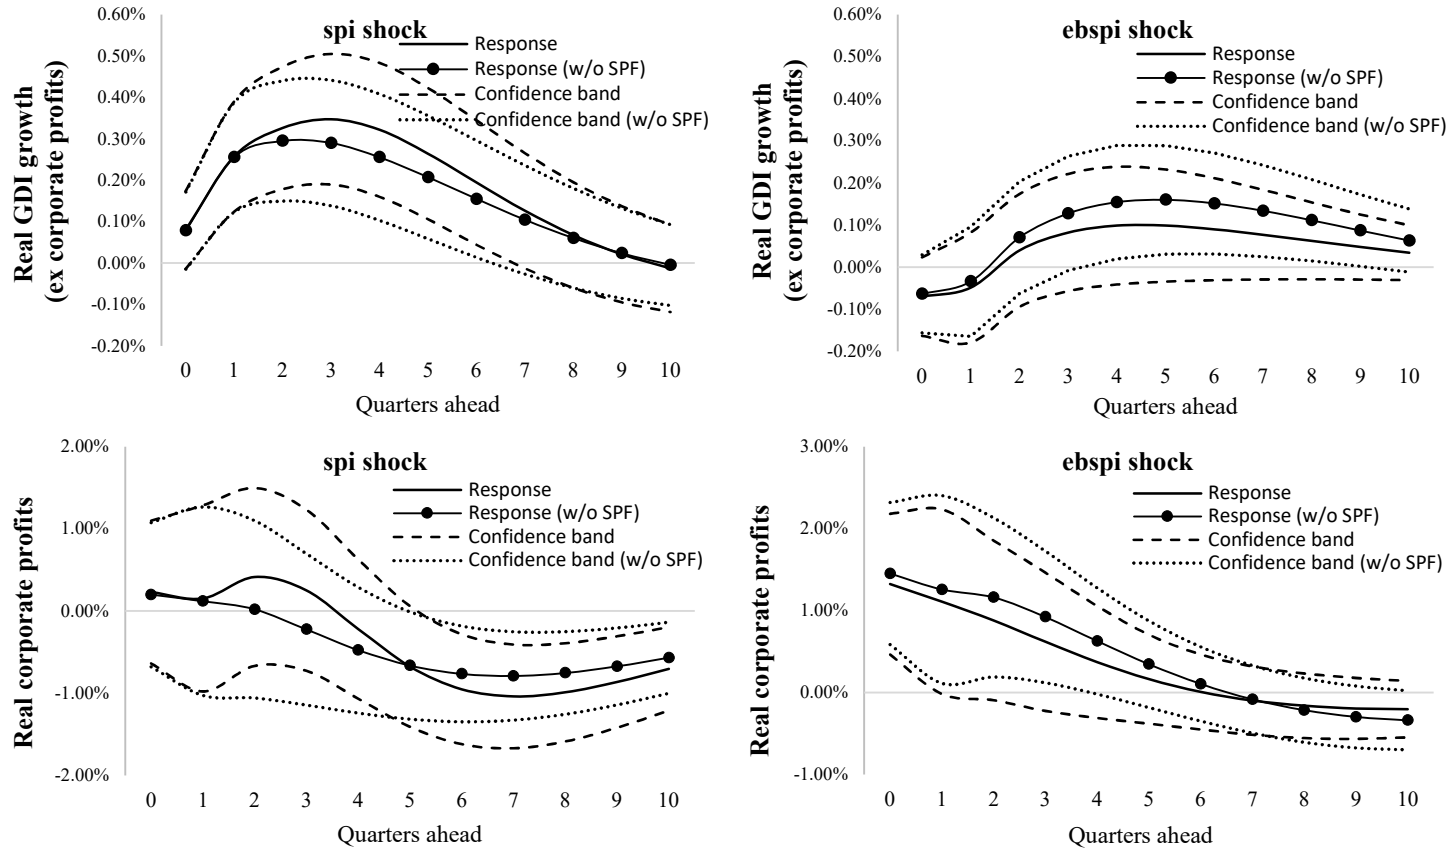 spi shock
Real GDI growth
(ex corporate profits)
0.60%
0.50%
0.40%
0.30%
0.20%
0.10%
0.00%
-0.10%
-0.20%
Response
Response (w/o SPF)
Confidence band
Confidence band (w/o SPF)
0 1 2 3 4 5 6 7 8 9 10
Quarters ahead
ebspi shock
Real GDI growth
(ex corporate profits)
0.60%
0.50%
0.40%
0.30%
0.20%
0.10%
0.00%
-0.10%
-0.20%
Response
Response (w/o SPF)
Confidence band
Confidence band (w/o SPF)
0 1 2 3 4 5 6 7 8 9 10
Quarters ahead
spi shock
Real corporate profits
2.00%
1.00%
0.00%
-1.00%
-2.00%
Response
Response (w/o SPF)
Confidence band
Confidence band (w/o SPF)
0 1 2 3 4 5 6 7 8 9 10
Quarters ahead
ebspi shock
Real corporate profits
3.00%
2.00%
1.00%
0.00%
-1.00%
Response
Response (w/o SPF)
Confidence band
Confidence band (w/o SPF)
0 1 2 3 4 5 6 7 8 9 10
Quarters ahead